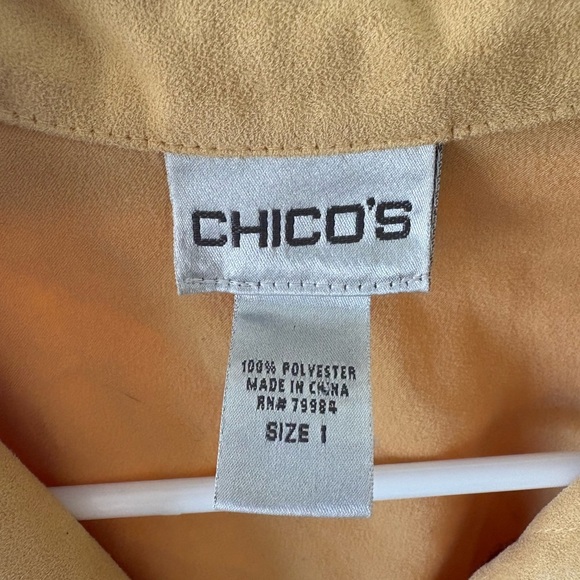 CHICO'S
100% POLYESTER
MADE IN CHINA
RN# 79984
SIZE 1